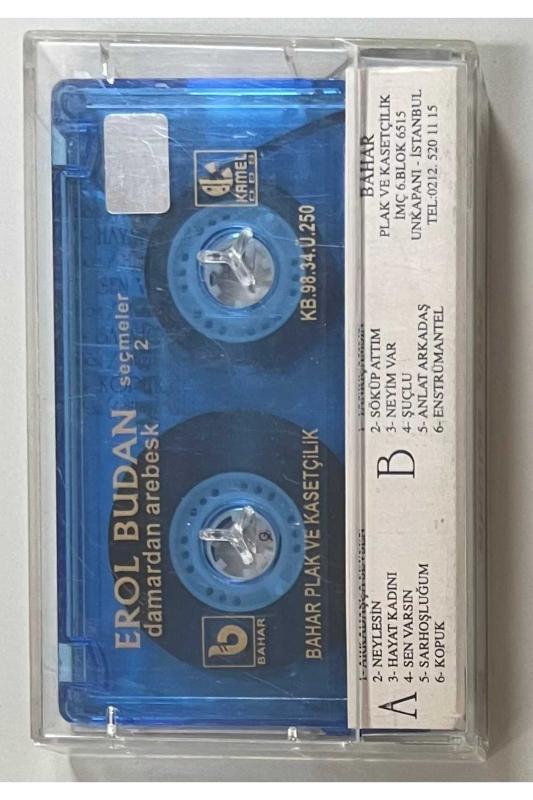 EROL BUDAN seçmeler
damardan arebesk 2
BAHAR
KAMEL
BAHAR PLAK VE KASETÇİLİK
KB.98.34.Ü.250
A
2- NEYLESİN
3- HAYAT KADINI
4- SEN VARSIN
5- SARHOŞLUĞUM
6- KOPUK
B
2- SÖKÜP ATTIM
3- NEYİM VAR
4- ŞUÇLU
5- ANLAT ARKADAŞ
6- ENSTRÜMANTEL
BAHAR
PLAK VE KASETÇİLİK
İMÇ 6.BLOK 6515
UNKAPANI - İSTANBUL
TEL:0212. 520 11 15